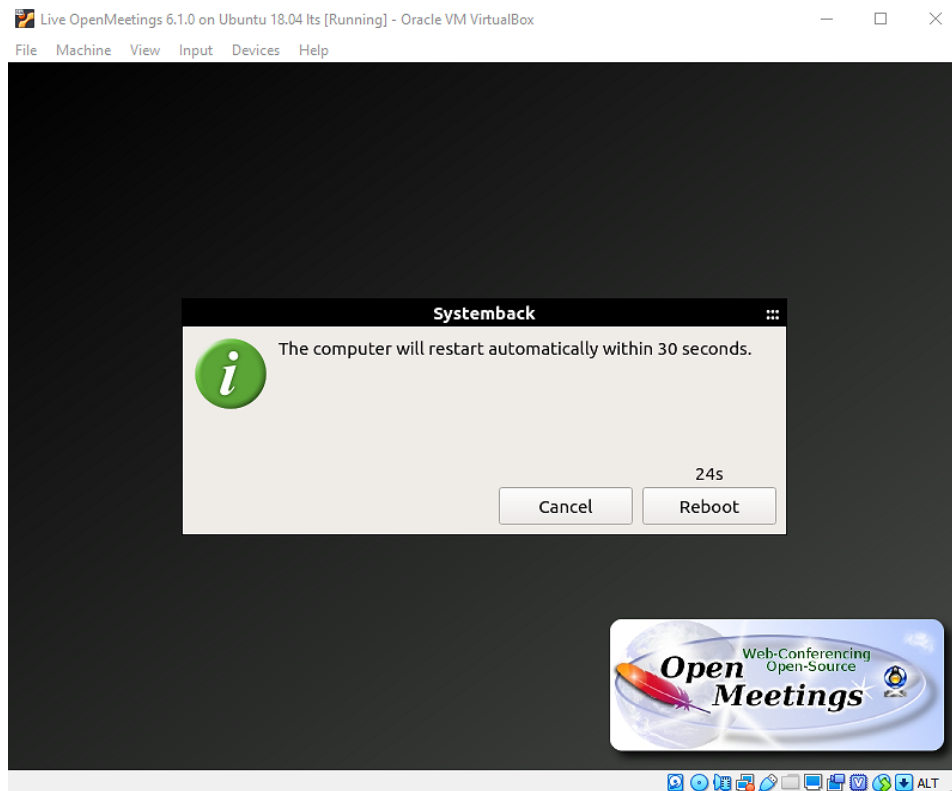 Live OpenMeetings 6.1.0 on Ubuntu 18.04 lts [Running] - Oracle VM VirtualBox
File Machine View Input Devices Help
Systemback
The computer will restart automatically within 30 seconds.
24s
Cancel Reboot
Web-Conferencing
Open-Source
Open
Meetings
ALT